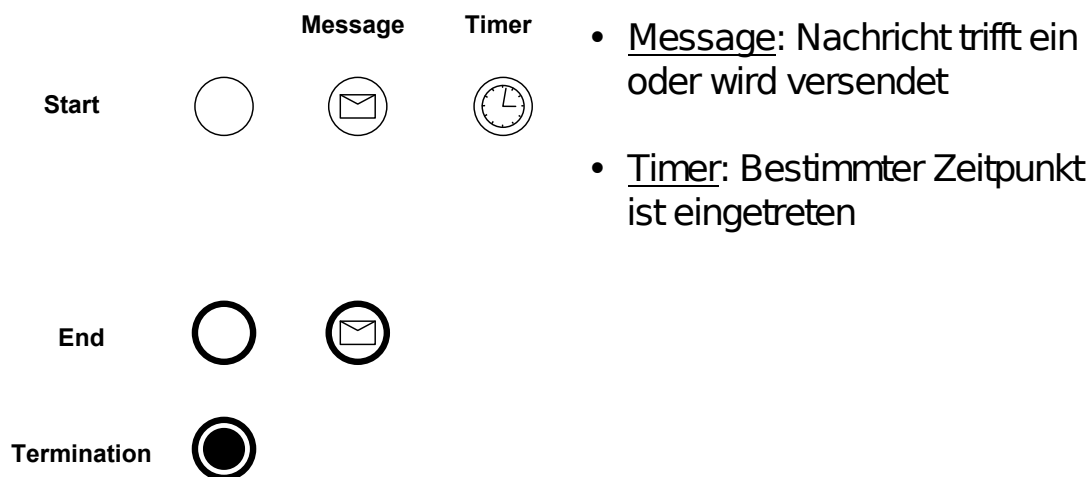 Message Timer
Start
End
Termination
• Message: Nachricht trifft ein
oder wird versendet
• Timer: Bestimmter Zeitpunkt
ist eingetreten